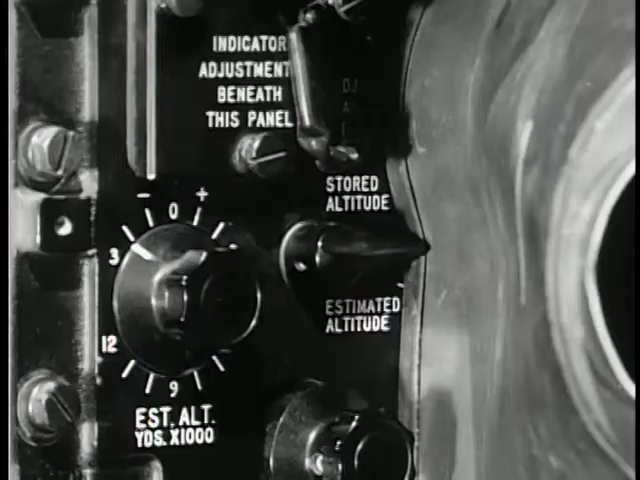 INDICATOR
ADJUSTMENT
BENEATH
THIS PANEL
STORED
ALTITUDE
- 0 +
3
12
9
ESTIMATED
ALTITUDE
EST. ALT.
YDS. X1000